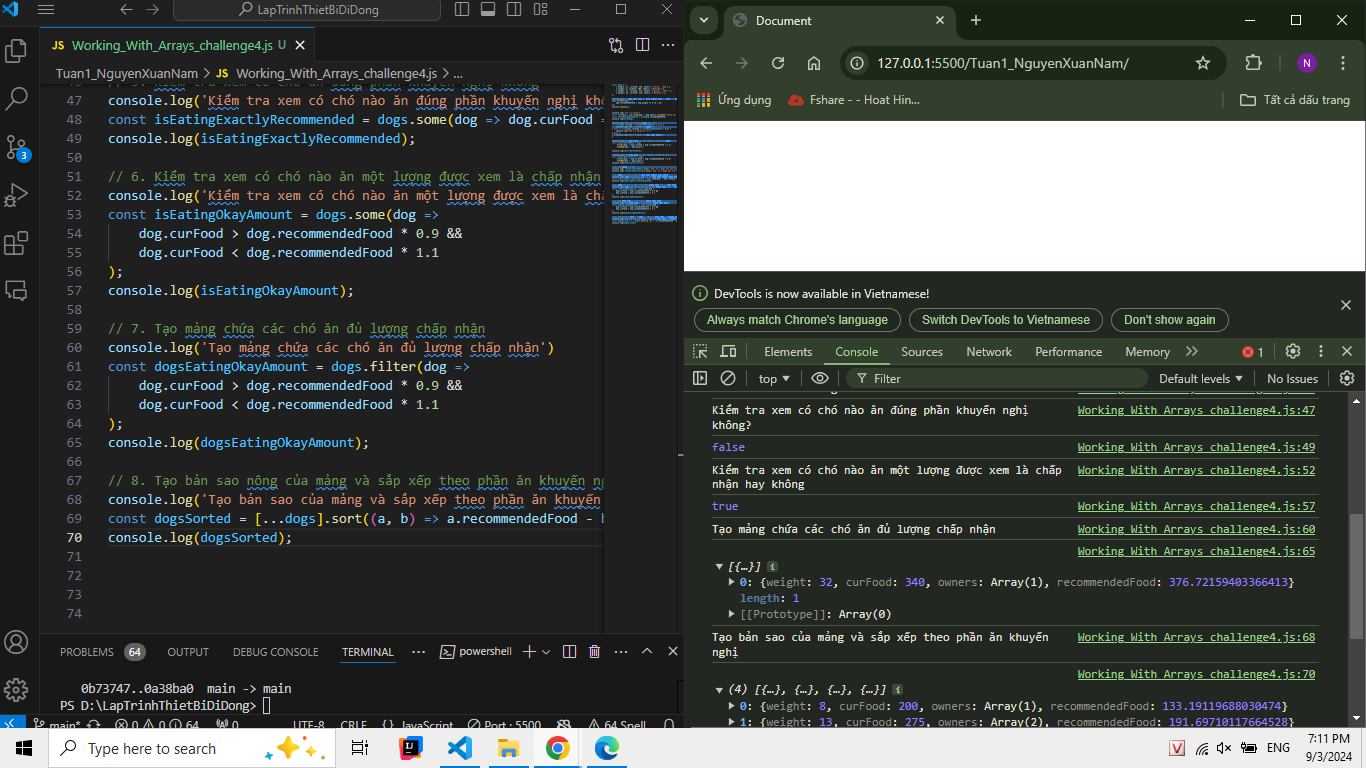 LapTrinhThietBiDiDong
JS Working_With_Arrays_challenge4.js U
Tuan1_NguyenXuanNam > JS Working_With_Arrays_challenge4.js > ...
47 console.log('Kiểm tra xem có chó nào ăn đúng phần khuyến nghị khô
48 const isEatingExactlyRecommended = dogs.some(dog => dog.curFood =
49 console.log(isEatingExactlyRecommended);
50
51 // 6. Kiểm tra xem có chó nào ăn một lượng được xem là chấp nhận
52 console.log('Kiểm tra xem có chó nào ăn một lượng được xem là chấ
53 const isEatingOkayAmount = dogs.some(dog =>
54 dog.curFood > dog.recommendedFood * 0.9 &&
55 dog.curFood < dog.recommendedFood * 1.1
56 );
57 console.log(isEatingOkayAmount);
58
59 // 7. Tạo mảng chứa các chó ăn đủ lượng chấp nhận
60 console.log('Tạo mảng chứa các chó ăn đủ lượng chấp nhận')
61 const dogsEatingOkayAmount = dogs.filter(dog =>
62 dog.curFood > dog.recommendedFood * 0.9 &&
63 dog.curFood < dog.recommendedFood * 1.1
64 );
65 console.log(dogsEatingOkayAmount);
66
67 // 8. Tạo bản sao nông của mảng và sắp xếp theo phần ăn khuyến ng
68 console.log('Tạo bản sao của mảng và sắp xếp theo phần ăn khuyến
69 const dogsSorted = [...dogs].sort((a, b) => a.recommendedFood - b
70 console.log(dogsSorted);
71
72
73
74
3
PROBLEMS 64 OUTPUT DEBUG CONSOLE TERMINAL ... powershell
0b73747..0a38ba0 main -> main
PS D:\LapTrinhThietBiDiDong>
main* 0 0 64 0 UTF-8 CRLF {} JavaScript Port : 5500 64 Spell
Document
127.0.0.1:5500/Tuan1_NguyenXuanNam/
N
Ứng dụng Fshare - - Hoat Hin... Tất cả dấu trang
DevTools is now available in Vietnamese!
Always match Chrome's language Switch DevTools to Vietnamese Don't show again
Elements Console Sources Network Performance Memory 1
top Filter Default levels No Issues
Kiểm tra xem có chó nào ăn đúng phần khuyến nghị Working With Arrays challenge4.js:47
không?
false Working With Arrays challenge4.js:49
Kiểm tra xem có chó nào ăn một lượng được xem là chấp Working With Arrays challenge4.js:52
nhận hay không
true Working With Arrays challenge4.js:57
Tạo mảng chứa các chó ăn đủ lượng chấp nhận Working With Arrays challenge4.js:60
Working With Arrays challenge4.js:65
[{…}] i
0: {weight: 32, curFood: 340, owners: Array(1), recommendedFood: 376.72159403366413}
length: 1
[[Prototype]]: Array(0)
Tạo bản sao của mảng và sắp xếp theo phần ăn khuyến Working With Arrays challenge4.js:68
nghị
Working With Arrays challenge4.js:70
(4) [{…}, {…}, {…}, {…}] i
0: {weight: 8, curFood: 200, owners: Array(1), recommendedFood: 133.19119688030474}
1: {weight: 13, curFood: 275, owners: Array(2), recommendedFood: 191.69710117664528}
Type here to search
ENG
7:11 PM
9/3/2024